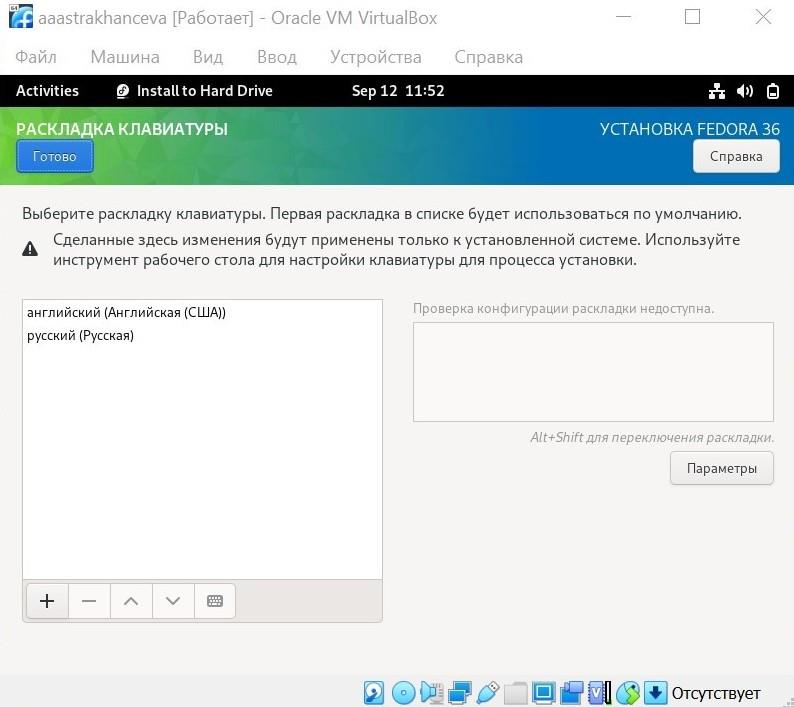 aaastrakhanceva [Работает] - Oracle VM VirtualBox
Файл Машина Вид Ввод Устройства Справка
Activities Install to Hard Drive Sep 12 11:52
РАСКЛАДКА КЛАВИАТУРЫ УСТАНОВКА FEDORA 36
Готово Справка
Выберите раскладку клавиатуры. Первая раскладка в списке будет использоваться по умолчанию.
Сделанные здесь изменения будут применены только к установленной системе. Используйте
инструмент рабочего стола для настройки клавиатуры для процесса установки.
английский (Английская (США))
русский (Русская)
Проверка конфигурации раскладки недоступна.
Alt+Shift для переключения раскладки.
Параметры
Отсутствует